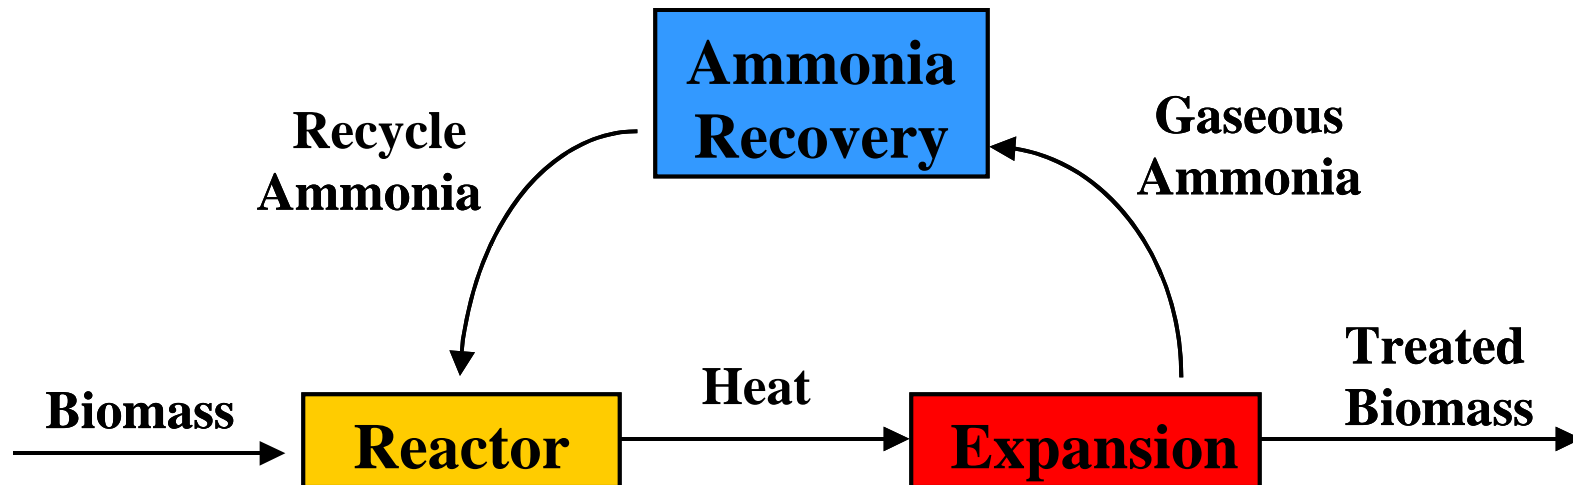 Ammonia
Recovery
Recycle
Ammonia
Gaseous
Ammonia
Biomass
Reactor
Heat
Expansion
Treated
Biomass